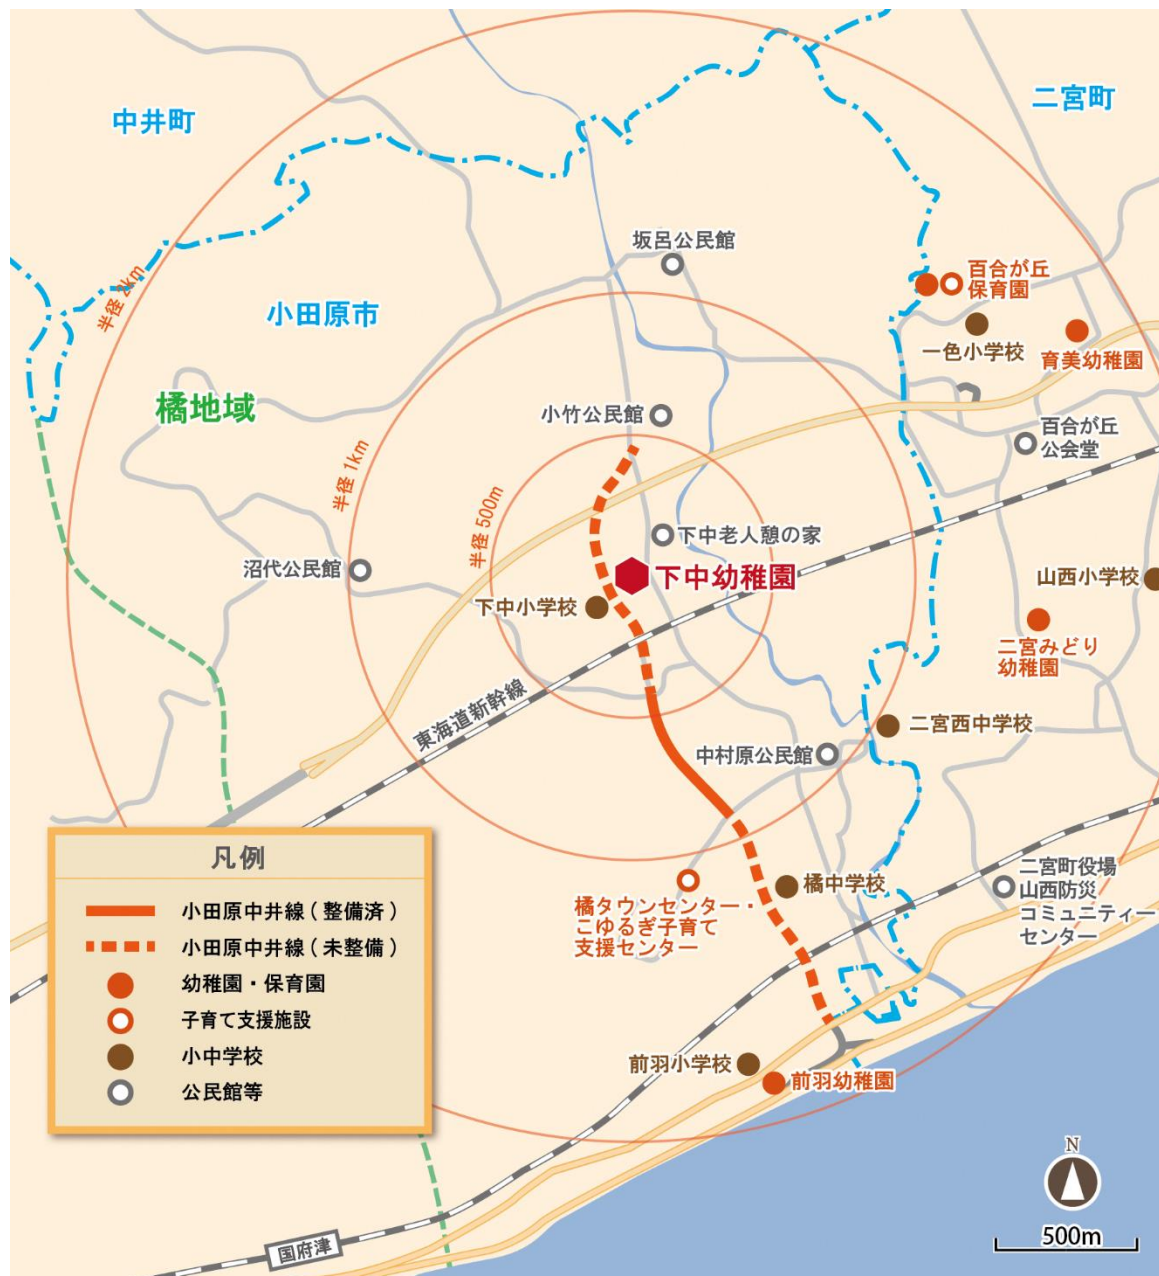 中井町
二宮町
坂呂公民館
百合が丘
保育園
半径 2km
小田原市
一色小学校
育美幼稚園
橘地域
小竹公民館
百合が丘
公会堂
半径 1km
半径 500m
下中老人憩の家
沼代公民館
下中幼稚園
山西小学校
下中小学校
二宮みどり
幼稚園
東海道新幹線
二宮西中学校
中村原公民館
凡例
小田原中井線(整備済)
小田原中井線(未整備)
幼稚園・保育園
子育て支援施設
小中学校
公民館等
橘中学校
橘タウンセンター・
こゆるぎ子育て
支援センター
二宮町役場
山西防災
コミュニティー
センター
前羽小学校
前羽幼稚園
N
500m
国府津